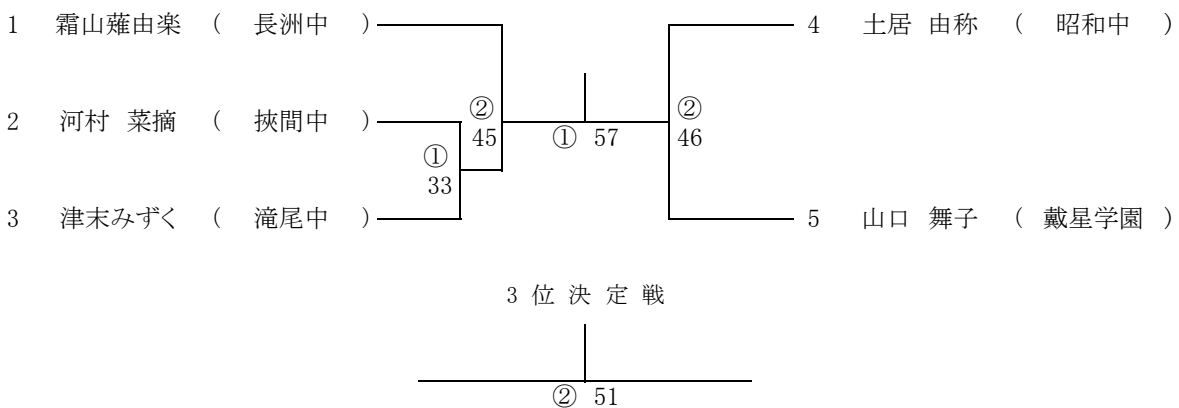 1 霜山薙由楽 ( 長洲中 ) 4 土居 由称 ( 昭和中 )
2 河村 菜摘 ( 挾間中 ) ② ②
45 ① 57 46
①
33
3 津末みずく ( 滝尾中 ) 5 山口 舞子 ( 戴星学園 )
3 位 決 定 戦
② 51